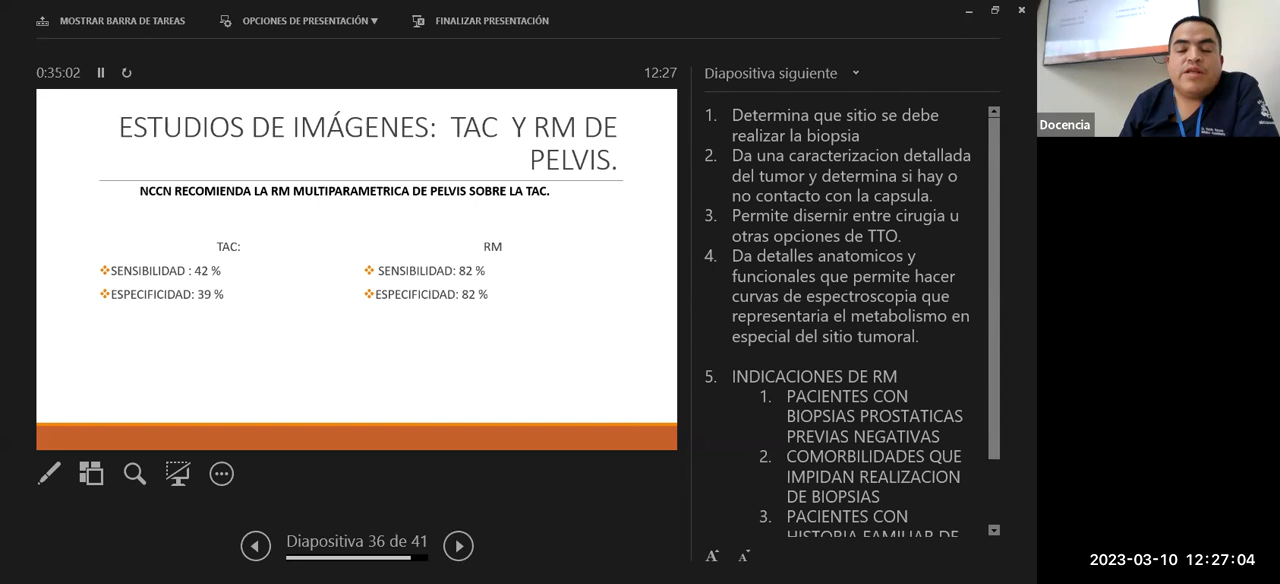 MOSTRAR BARRA DE TAREAS
OPCIONES DE PRESENTACIÓN ▼
FINALIZAR PRESENTACIÓN
0:35:02
12:27
ESTUDIOS DE IMÁGENES: TAC Y RM DE
PELVIS.
NCCN RECOMIENDA LA RM MULTIPARAMETRICA DE PELVIS SOBRE LA TAC.
TAC:
❖SENSIBILIDAD : 42 %
❖ESPECIFICIDAD: 39 %
RM
❖ SENSIBILIDAD: 82 %
❖ESPECIFICIDAD: 82 %
Diapositiva 36 de 41
Diapositiva siguiente
1. Determina que sitio se debe
realizar la biopsia
2. Da una caracterizacion detallada
del tumor y determina si hay o
no contacto con la capsula.
3. Permite disernir entre cirugia u
otras opciones de TTO.
4. Da detalles anatomicos y
funcionales que permite hacer
curvas de espectroscopia que
representaria el metabolismo en
especial del sitio tumoral.
5. INDICACIONES DE RM
1. PACIENTES CON
BIOPSIAS PROSTATICAS
PREVIAS NEGATIVAS
2. COMORBILIDADES QUE
IMPIDAN REALIZACION
DE BIOPSIAS
3. PACIENTES CON
HISTORIA FAMILIAR DE
A A
Docencia
2023-03-10 12:27:04